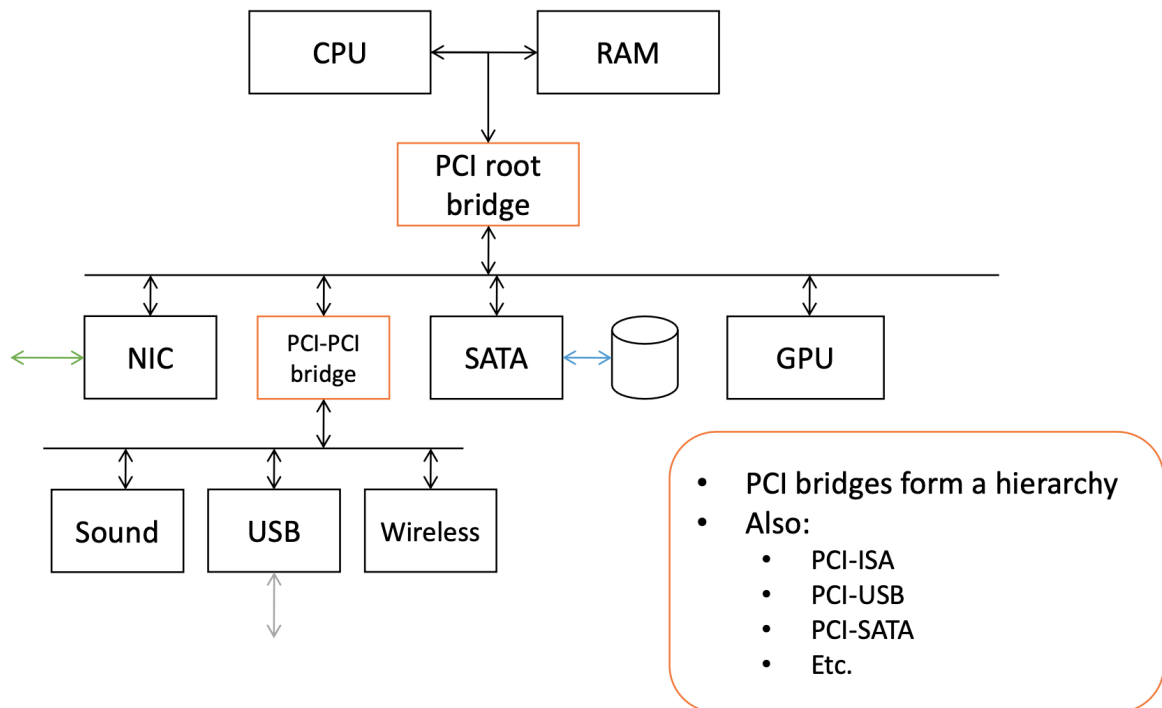 CPU
RAM
PCI root
bridge
NIC
PCI-PCI
bridge
SATA
GPU
Sound
USB
Wireless
• PCI bridges form a hierarchy
• Also:
• PCI-ISA
• PCI-USB
• PCI-SATA
• Etc.